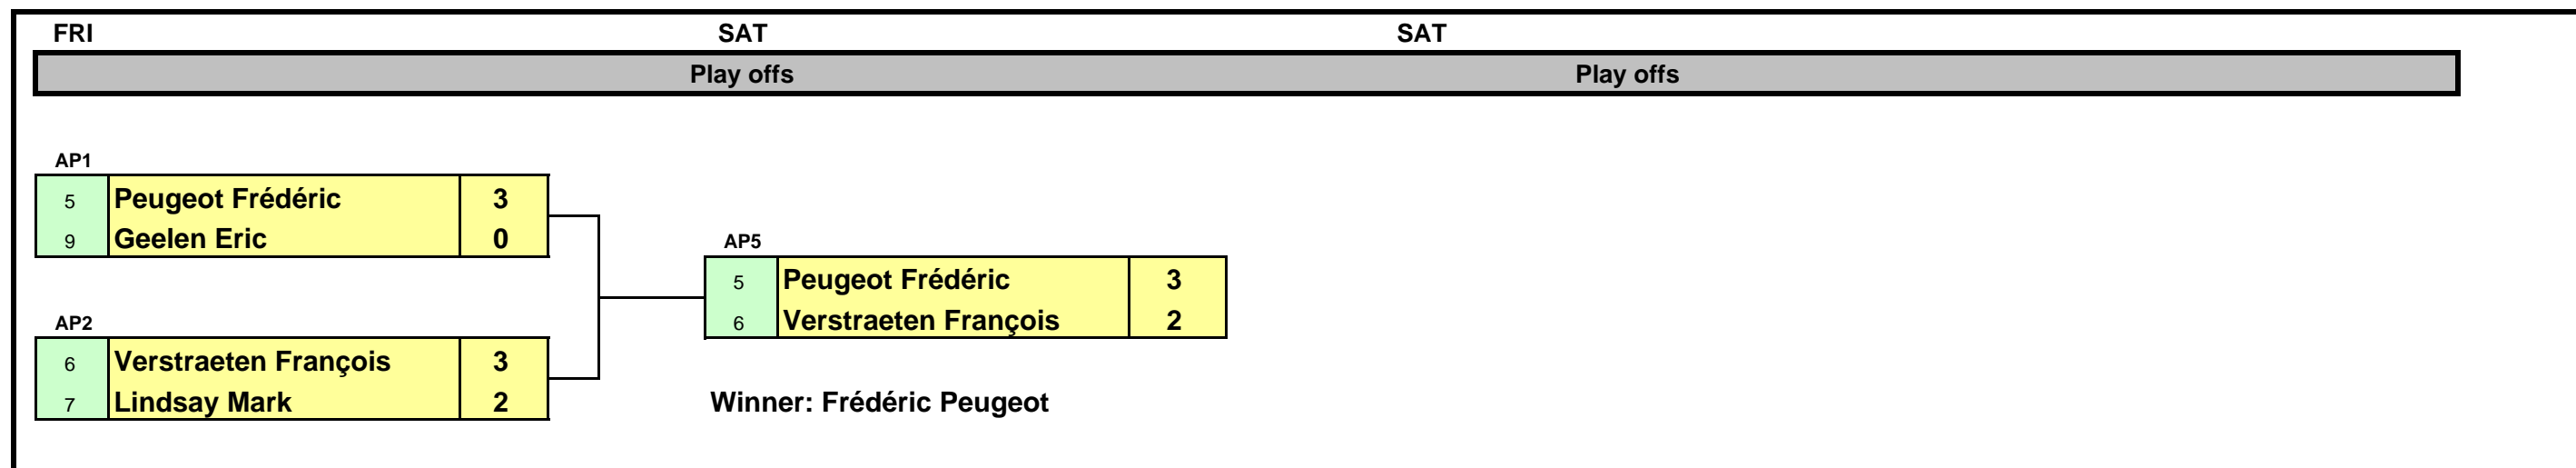 FRI SAT SAT
Play offs Play offs
AP1
5 Peugeot Frédéric 3
9 Geelen Eric 0
AP5
5 Peugeot Frédéric 3
6 Verstraeten François 2
AP2
6 Verstraeten François 3
7 Lindsay Mark 2
Winner: Frédéric Peugeot